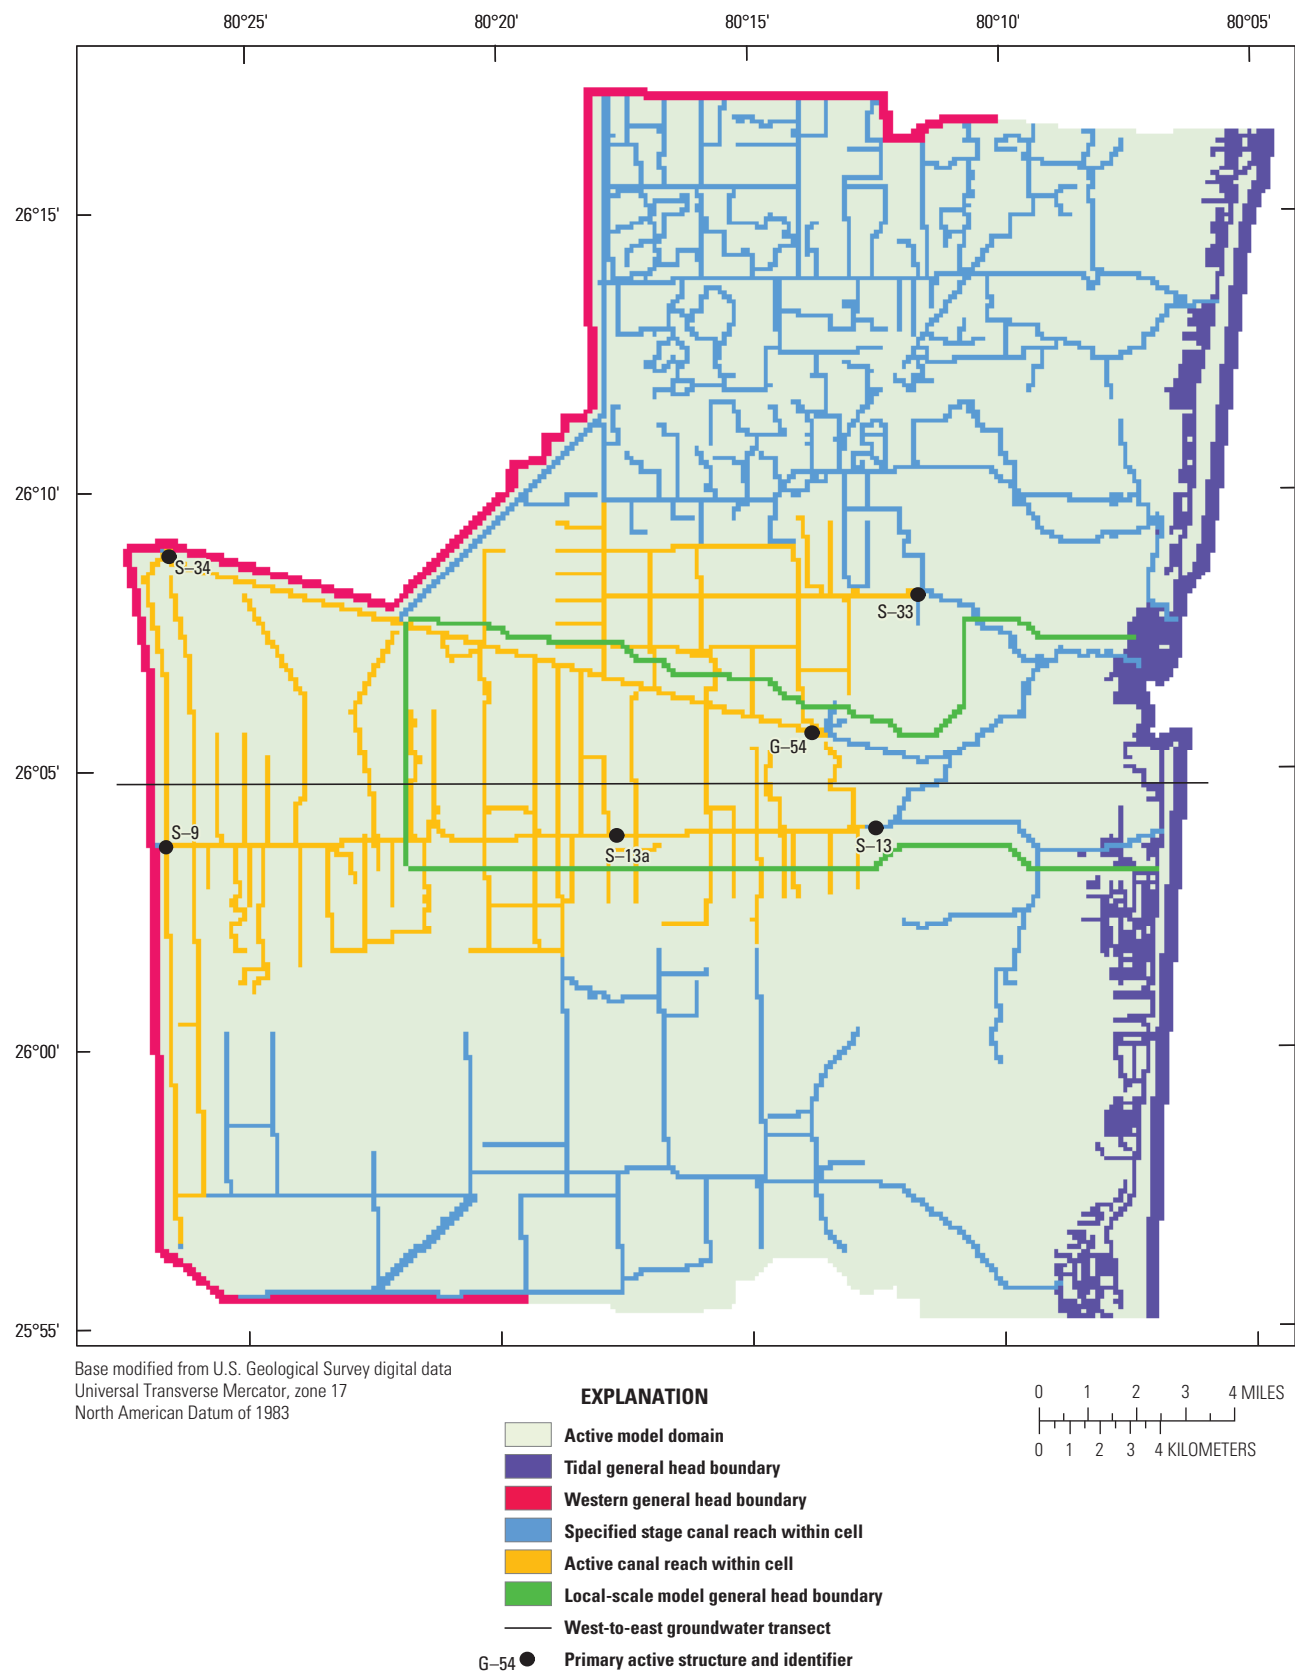 80°25' 80°20' 80°15' 80°10' 80°05'
26°15'
26°10'
S–34
S–33
G–54
26°05'
S–9
S–13a
S–13
26°00'
25°55'
Base modified from U.S. Geological Survey digital data
Universal Transverse Mercator, zone 17
North American Datum of 1983
EXPLANATION
Active model domain
Tidal general head boundary
Western general head boundary
Specified stage canal reach within cell
Active canal reach within cell
Local-scale model general head boundary
West-to-east groundwater transect
G–54 Primary active structure and identifier
0 1 2 3 4 MILES
0 1 2 3 4 KILOMETERS